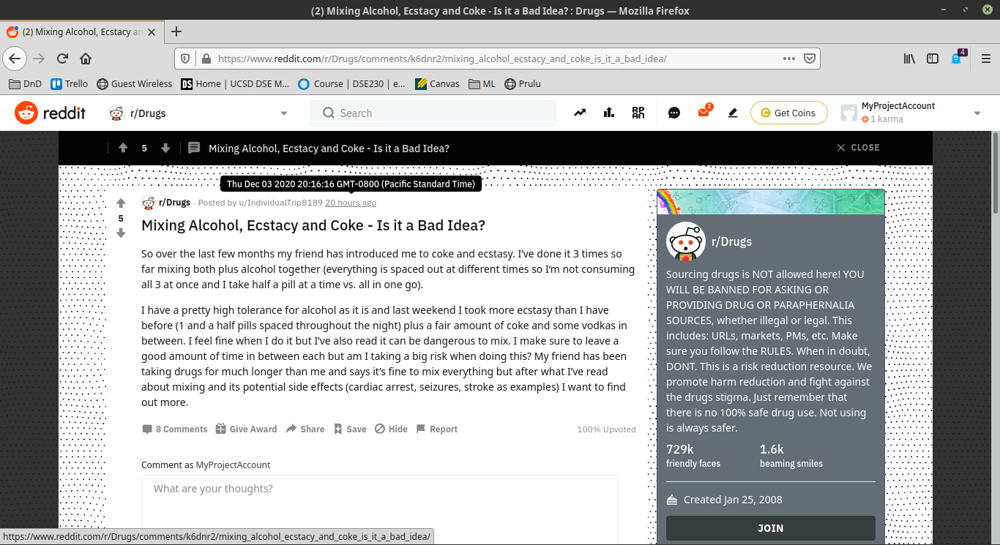 (2) Mixing Alcohol, Ecstacy and Coke - Is it a Bad Idea? : Drugs — Mozilla Firefox
(2) Mixing Alcohol, Ecstacy an
https://www.reddit.com/r/Drugs/comments/k6dnr2/mixing_alcohol_ecstacy_and_coke_is_it_a_bad_idea/
4
DnD
Trello
Guest Wireless
DS Home | UCSD DSE M...
Course | DSE230 | e...
Canvas
ML
Prulu
reddit
r/Drugs
Search
2
C Get Coins
MyProjectAccount
1 karma
5
Mixing Alcohol, Ecstacy and Coke - Is it a Bad Idea?
CLOSE
Thu Dec 03 2020 20:16:16 GMT-0800 (Pacific Standard Time)
r/Drugs · Posted by u/IndividualTrip8189 20 hours ago
5
Mixing Alcohol, Ecstacy and Coke - Is it a Bad Idea?
So over the last few months my friend has introduced me to coke and ecstasy. I’ve done it 3 times so
far mixing both plus alcohol together (everything is spaced out at different times so I’m not consuming
all 3 at once and I take half a pill at a time vs. all in one go).
I have a pretty high tolerance for alcohol as it is and last weekend I took more ecstasy than I have
before (1 and a half pills spaced throughout the night) plus a fair amount of coke and some vodkas in
between. I feel fine when I do it but I’ve also read it can be dangerous to mix. I make sure to leave a
good amount of time in between each but am I taking a big risk when doing this? My friend has been
taking drugs for much longer than me and says it’s fine to mix everything but after what I’ve read
about mixing and its potential side effects (cardiac arrest, seizures, stroke as examples) I want to find
out more.
8 Comments
Give Award
Share
Save
Hide
Report
100% Upvoted
Comment as MyProjectAccount
What are your thoughts?
r/Drugs
Sourcing drugs is NOT allowed here! YOU
WILL BE BANNED FOR ASKING OR
PROVIDING DRUG OR PARAPHERNALIA
SOURCES, whether illegal or legal. This
includes: URLs, markets, PMs, etc. Make
sure you follow the RULES. When in doubt,
DONT. This is a risk reduction resource. We
promote harm reduction and fight against
the drugs stigma. Just remember that
there is no 100% safe drug use. Not using
is always safer.
729k
friendly faces
1.6k
beaming smiles
Created Jan 25, 2008
JOIN
https://www.reddit.com/r/Drugs/comments/k6dnr2/mixing_alcohol_ecstacy_and_coke_is_it_a_bad_idea/